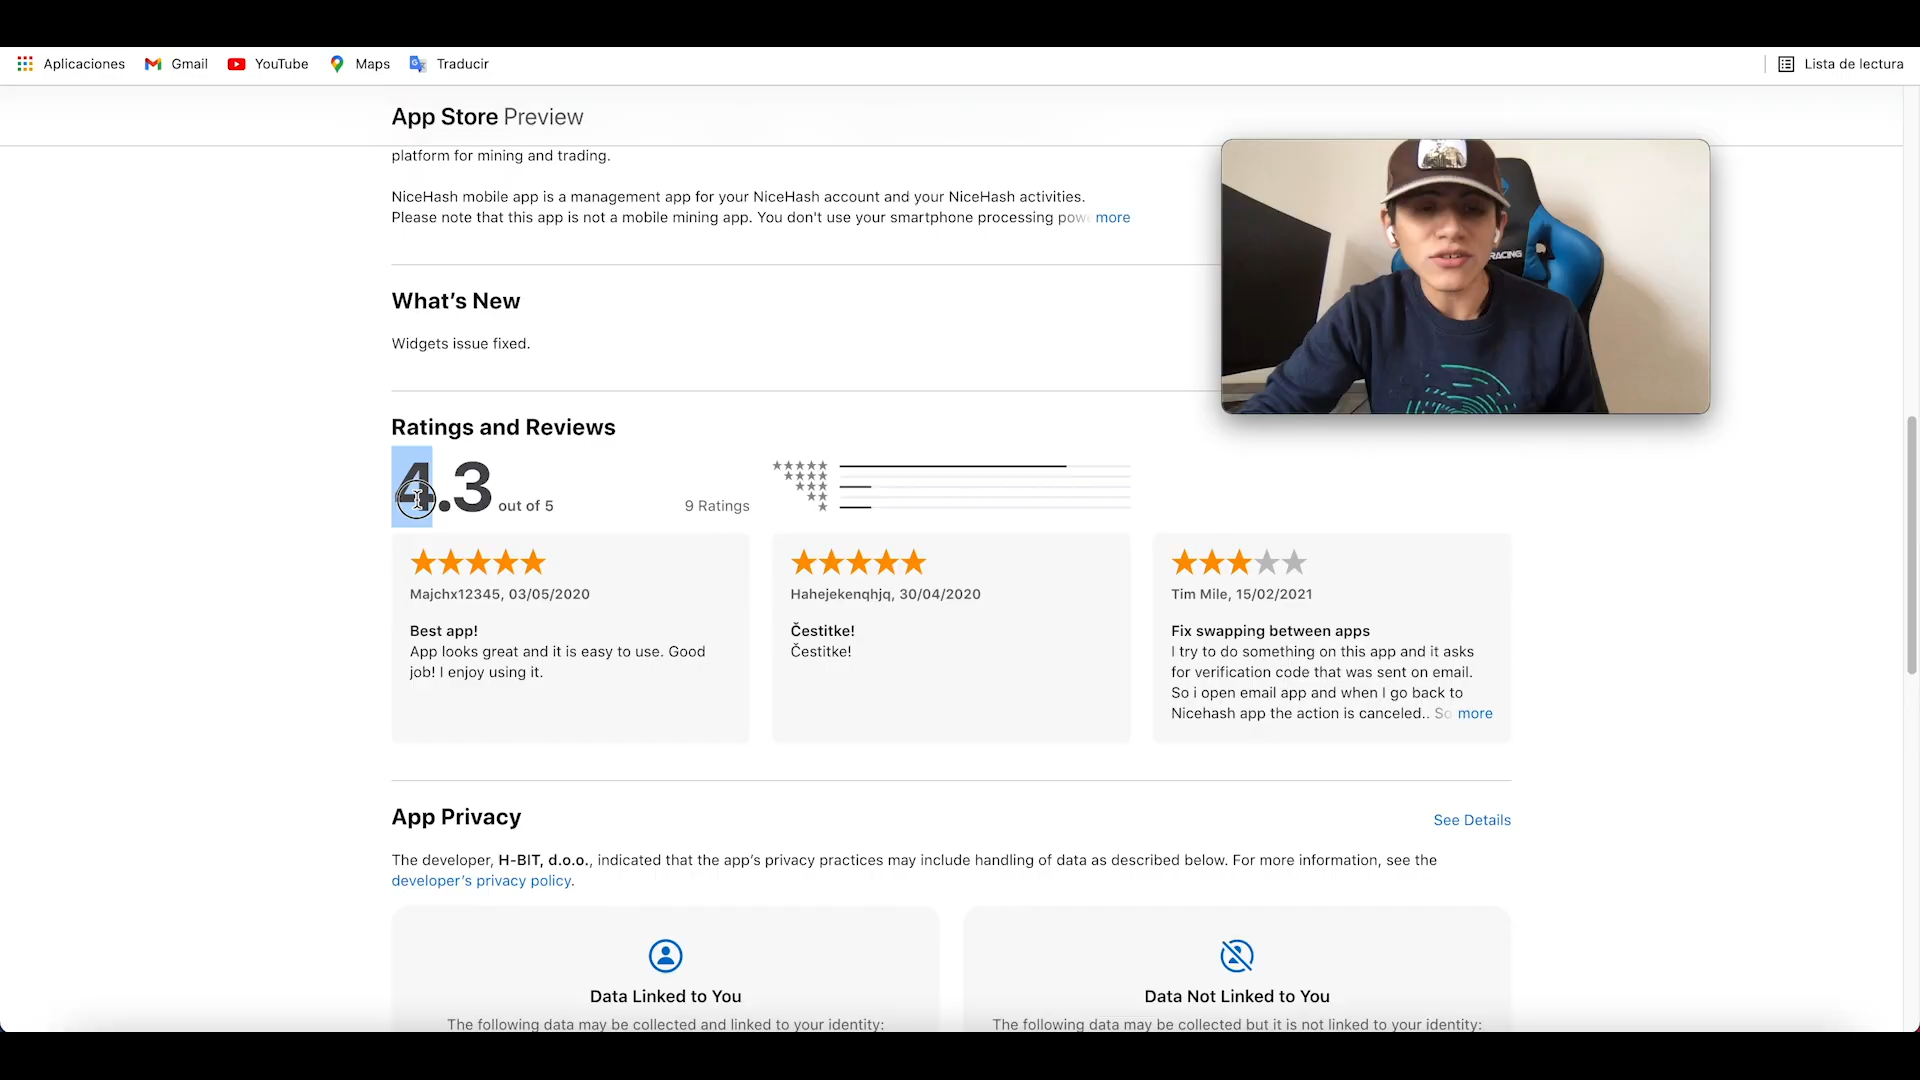 Aplicaciones Gmail YouTube Maps Traducir Lista de lectura
App Store Preview
platform for mining and trading.
NiceHash mobile app is a management app for your NiceHash account and your NiceHash activities.
Please note that this app is not a mobile mining app. You don't use your smartphone processing more
What's New
Widgets issue fixed.
RACING
Ratings and Reviews
4.3 out of 5 9 Ratings
Majchx12345, 03/05/2020
Best app!
App looks great and it is easy to use. Good
job! I enjoy using it.
Hahejekenqhjq, 30/04/2020
Čestitke!
Čestitke!
Tim Mile, 15/02/2021
Fix swapping between apps
I try to do something on this app and it asks
for verification code that was sent on email.
So i open email app and when I go back to
Nicehash app the action is canceled.. So more
App Privacy See Details
The developer, H-BIT, d.o.o., indicated that the app's privacy practices may include handling of data as described below. For more information, see the
developer's privacy policy.
Data Linked to You
The following data may be collected and linked to your identity:
Data Not Linked to You
The following data may be collected but it is not linked to your identity: